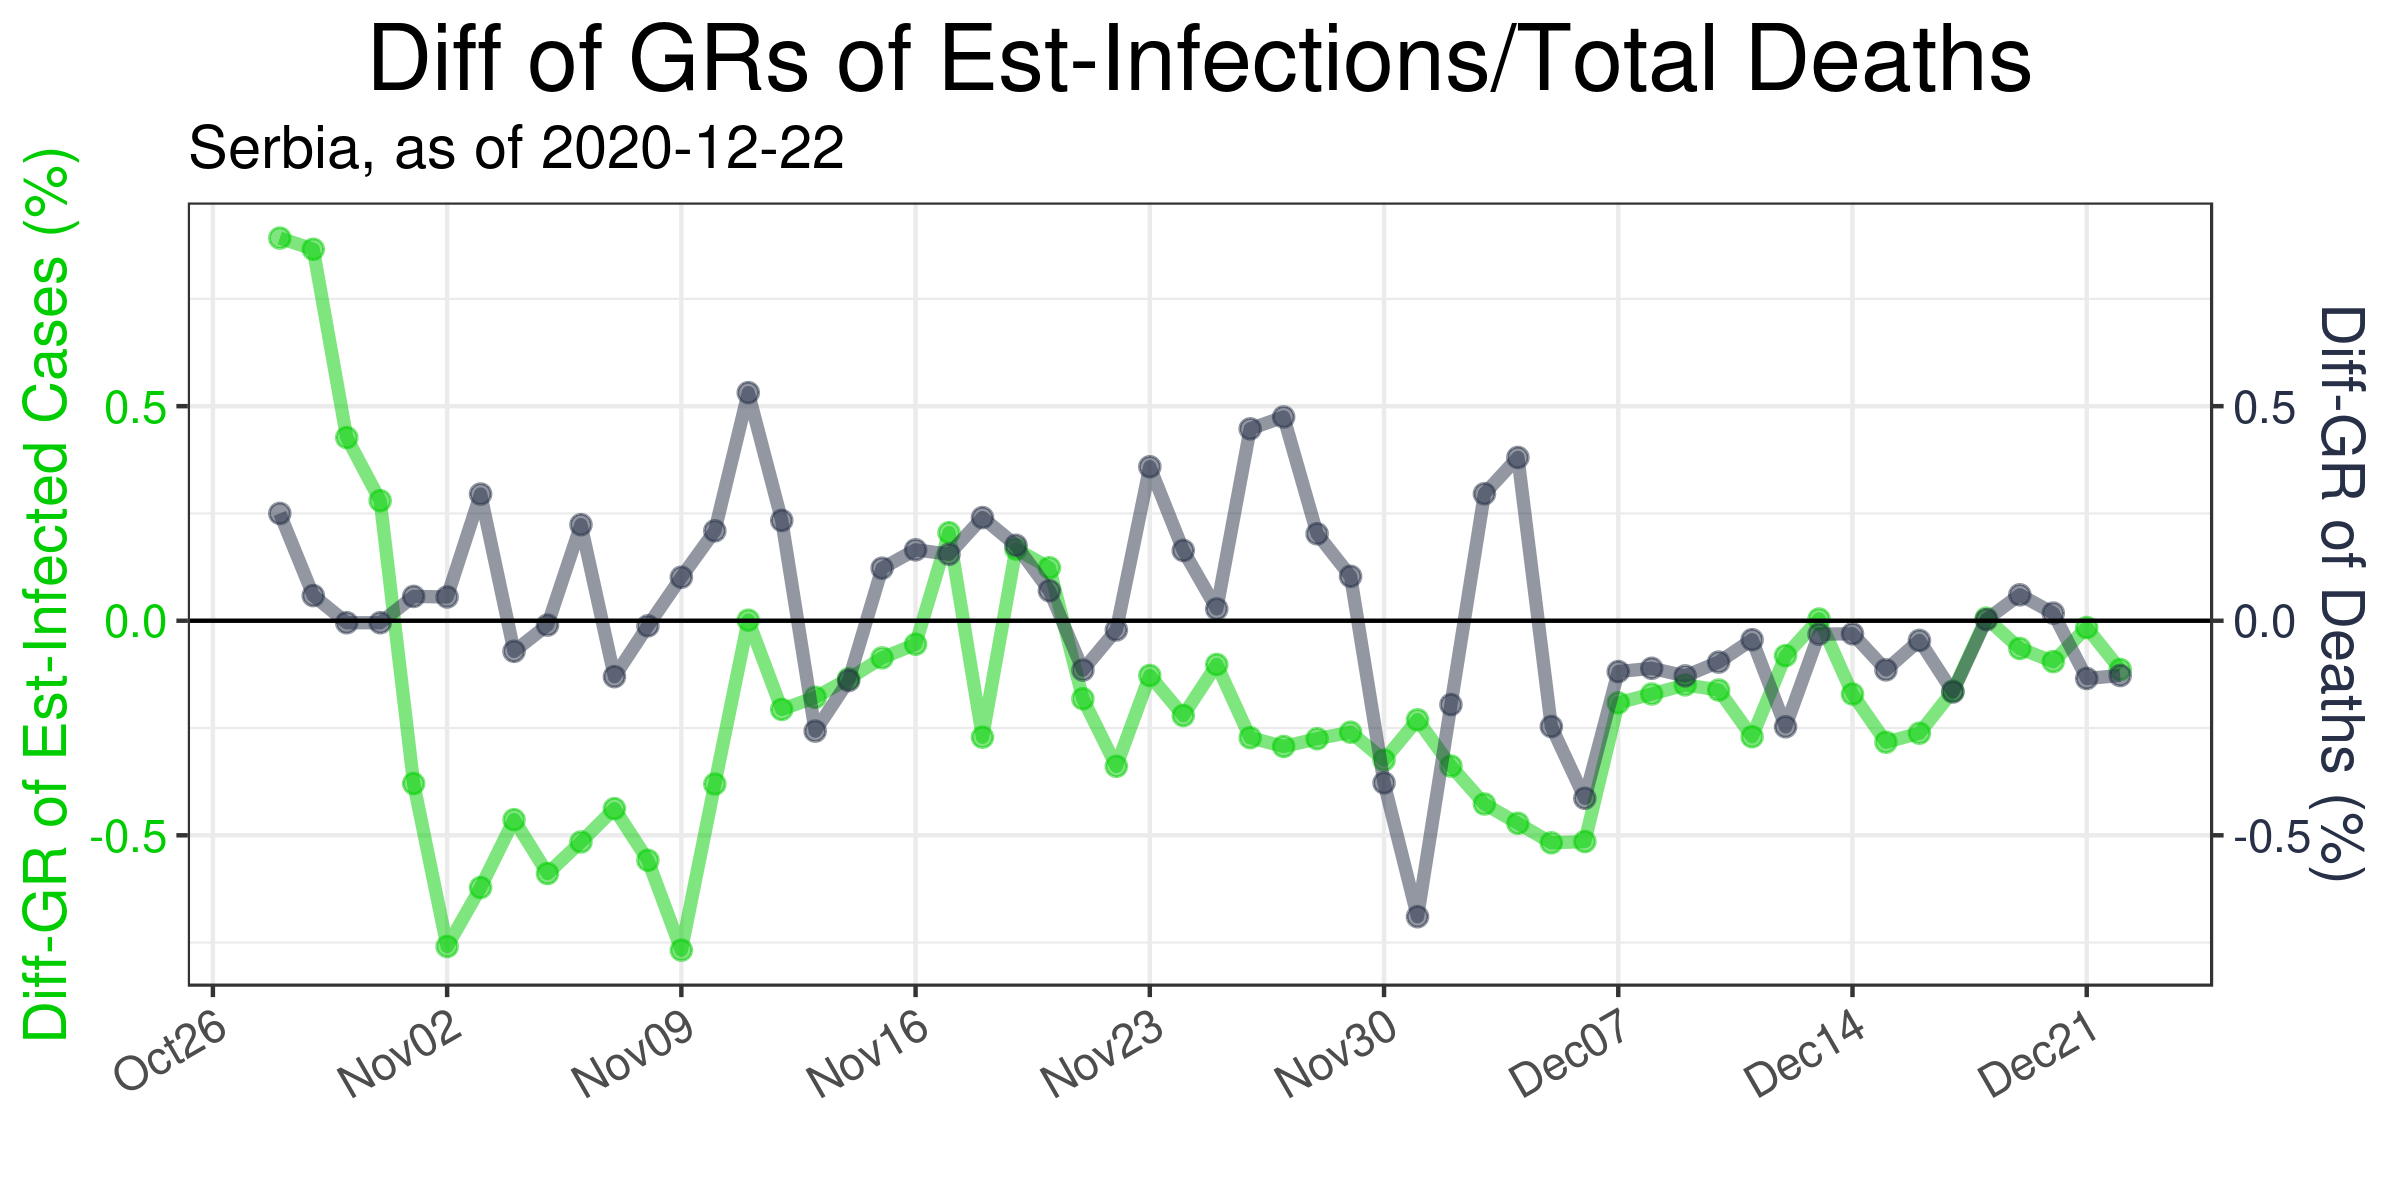 Diff of GRs of Est-Infections/Total Deaths
Serbia, as of 2020-12-22
Diff-GR of Est-Infected Cases (%)
0.5
0.0
-0.5
0.5
0.0
-0.5
Diff-GR of Deaths (%)
Oct26
Nov02
Nov09
Nov16
Nov23
Nov30
Dec07
Dec14
Dec21